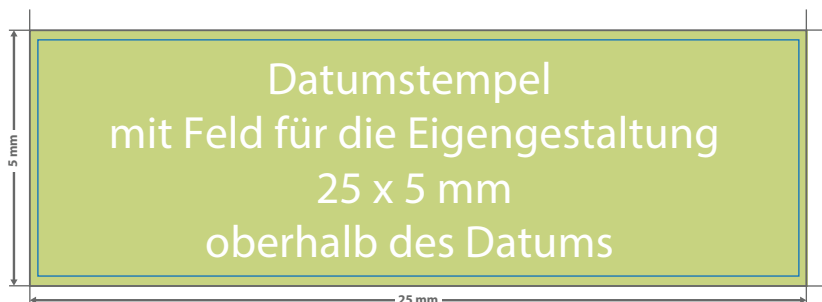 Datumstempel
mit Feld für die Eigengestaltung
25 x 5 mm
oberhalb des Datums
5 mm
25 mm